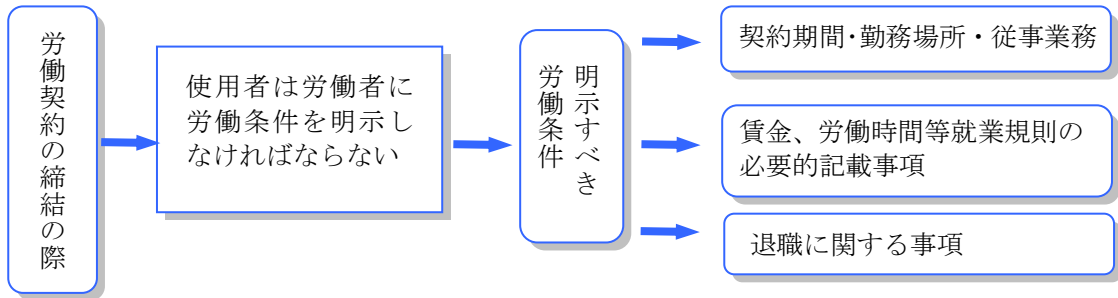 労働契約の締結の際
使用者は労働者に
労働条件を明示し
なければならない
明示すべき
労働条件
契約期間･勤務場所・従事業務
賃金、労働時間等就業規則の
必要的記載事項
退職に関する事項